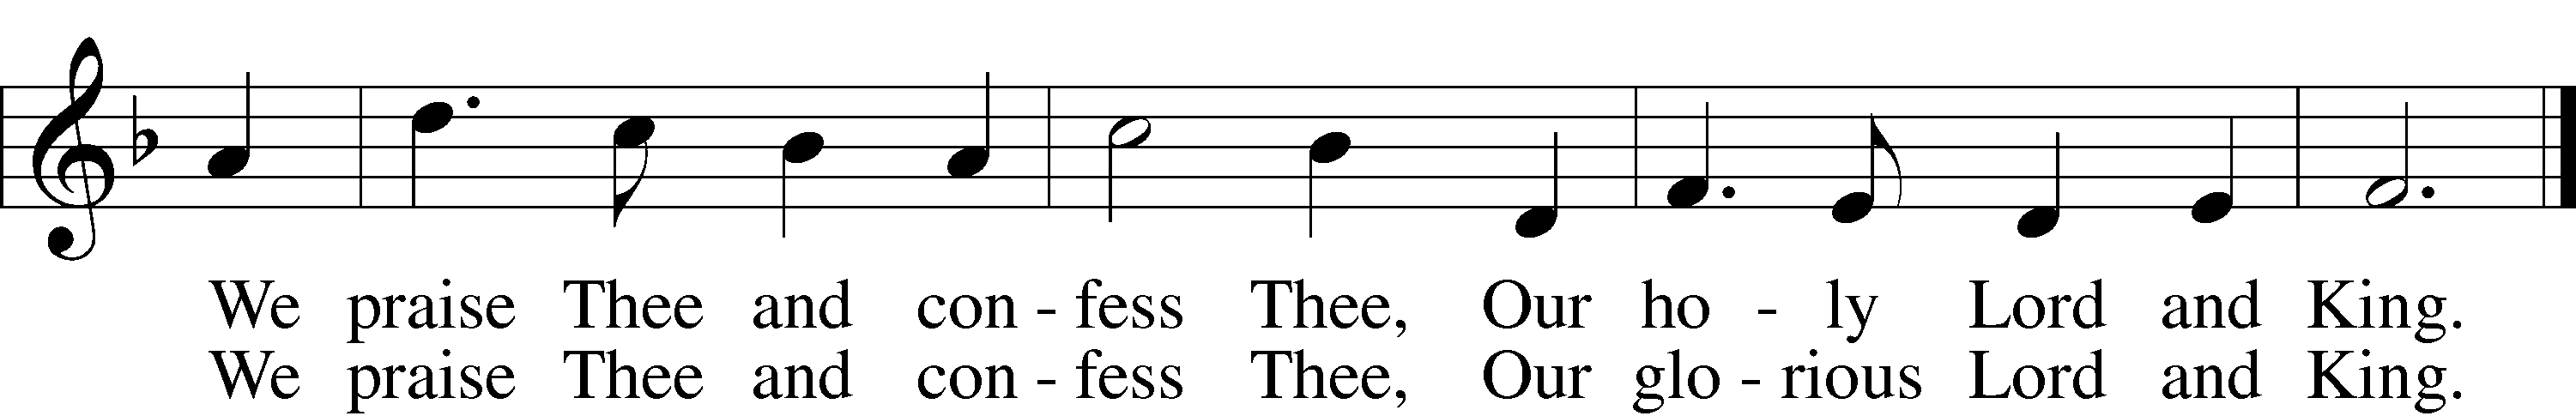 We praise Thee and con - fess Thee, Our ho - ly Lord and King.
We praise Thee and con - fess Thee, Our glo - rious Lord and King.